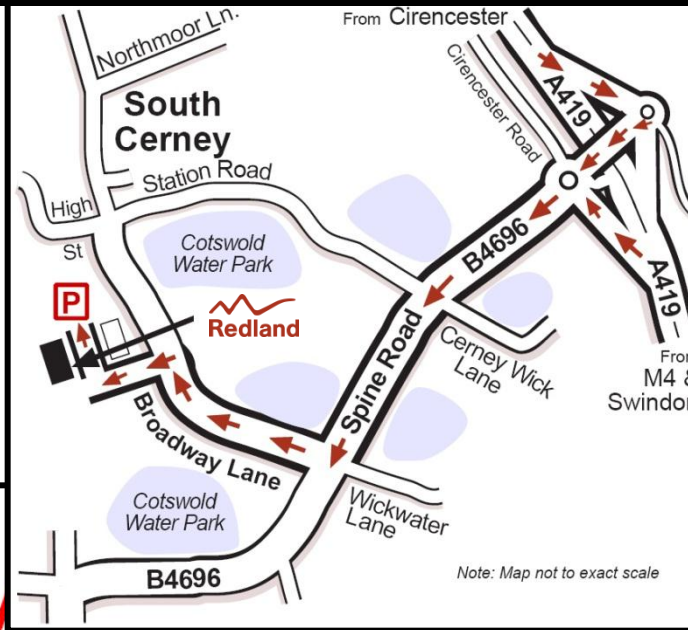 Northmoor Ln.
From Cirencester
Cirencester Road
A419
South
Cerney
Station Road
High
St
Cotswold
Water Park
B4696
A419
P
Redland
Spine Road
Cerney Wick
Lane
From
M4 &
Swindon
Broadway Lane
Cotswold
Water Park
Wickwater
Lane
B4696
Note: Map not to exact scale